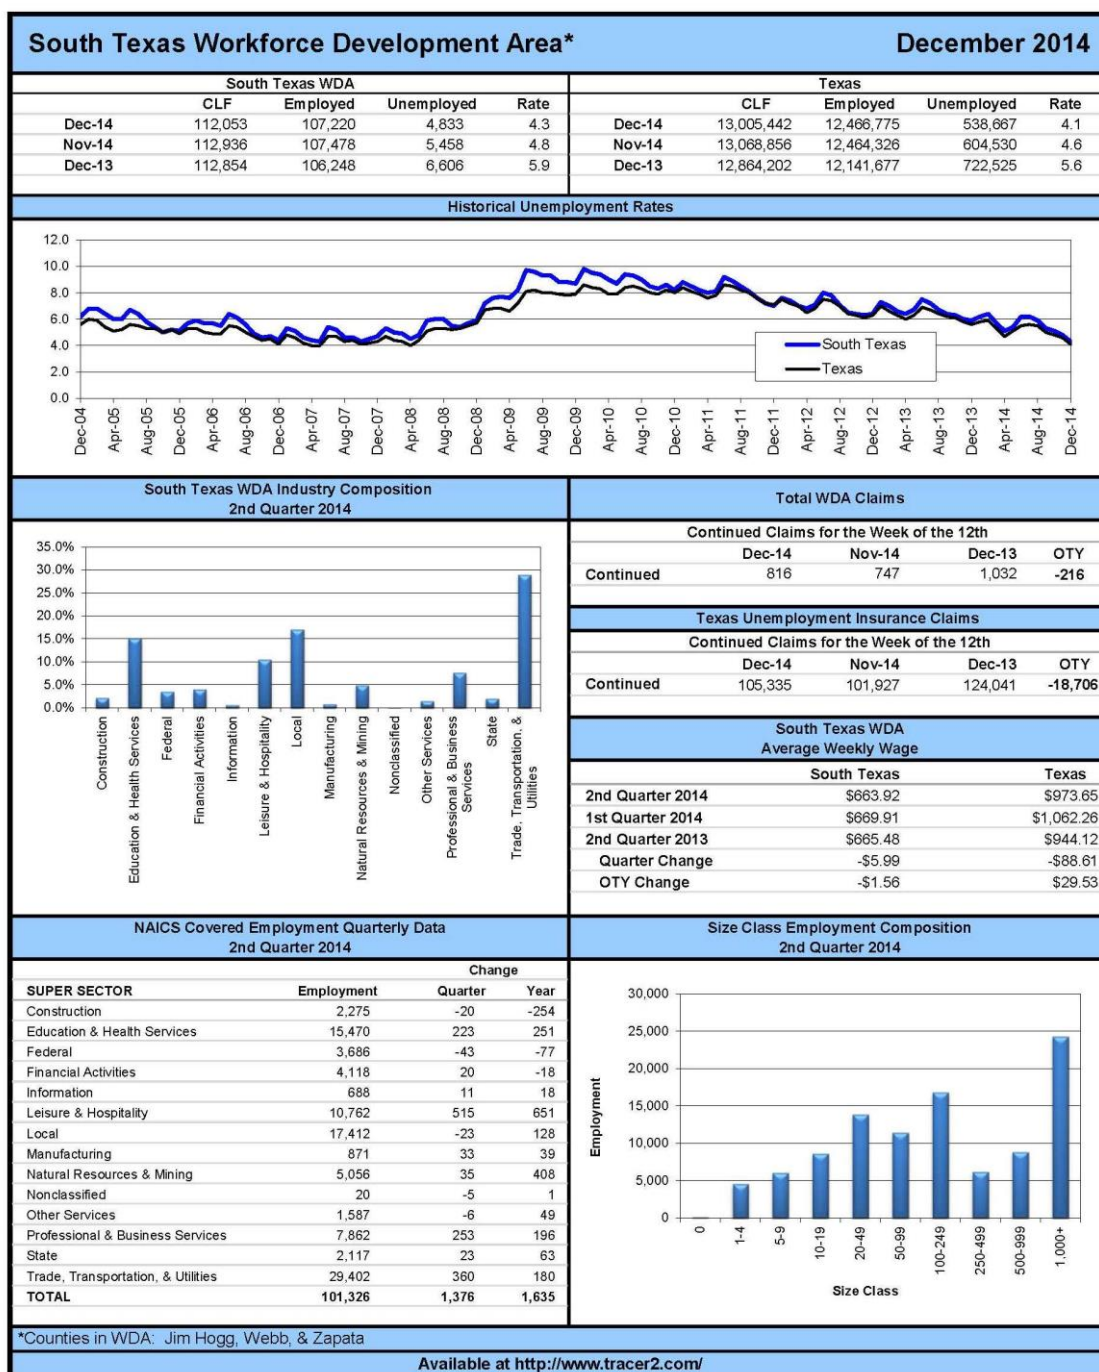 South Texas Workforce Development Area* December 2014
South Texas WDA
CLF Employed Unemployed Rate
Dec-14 112,053 107,220 4,833 4.3
Nov-14 112,936 107,478 5,458 4.8
Dec-13 112,854 106,248 6,606 5.9
Texas
CLF Employed Unemployed Rate
Dec-14 13,005,442 12,466,775 538,667 4.1
Nov-14 13,068,856 12,464,326 604,530 4.6
Dec-13 12,864,202 12,141,677 722,525 5.6
Historical Unemployment Rates
12.0
10.0
8.0
6.0
4.0
2.0
0.0
South Texas
Texas
Dec-04 Apr-05 Aug-05 Dec-05 Apr-06 Aug-06 Dec-06 Apr-07 Aug-07 Dec-07 Apr-08 Aug-08 Dec-08 Apr-09 Aug-09 Dec-09 Apr-10 Aug-10 Dec-10 Apr-11 Aug-11 Dec-11 Apr-12 Aug-12 Dec-12 Apr-13 Aug-13 Dec-13 Apr-14 Aug-14 Dec-14
South Texas WDA Industry Composition
2nd Quarter 2014
35.0%
30.0%
25.0%
20.0%
15.0%
10.0%
5.0%
0.0%
Construction
Education & Health Services
Federal
Financial Activities
Information
Leisure & Hospitality
Local
Manufacturing
Natural Resources & Mining
Nonclassified
Other Services
Professional & Business
Services
State
Trade, Transportation, &
Utilities
Total WDA Claims
Continued Claims for the Week of the 12th
Dec-14 Nov-14 Dec-13 OTY
Continued 816 747 1,032 -216
Texas Unemployment Insurance Claims
Continued Claims for the Week of the 12th
Dec-14 Nov-14 Dec-13 OTY
Continued 105,335 101,927 124,041 -18,706
South Texas WDA
Average Weekly Wage
South Texas Texas
2nd Quarter 2014 $663.92 $973.65
1st Quarter 2014 $669.91 $1,062.26
2nd Quarter 2013 $665.48 $944.12
Quarter Change -$5.99 -$88.61
OTY Change -$1.56 $29.53
NAICS Covered Employment Quarterly Data
2nd Quarter 2014
Change
SUPER SECTOR Employment Quarter Year
Construction 2,275 -20 -254
Education & Health Services 15,470 223 251
Federal 3,686 -43 -77
Financial Activities 4,118 20 -18
Information 688 11 18
Leisure & Hospitality 10,762 515 651
Local 17,412 -23 128
Manufacturing 871 33 39
Natural Resources & Mining 5,056 35 408
Nonclassified 20 -5 1
Other Services 1,587 -6 49
Professional & Business Services 7,862 253 196
State 2,117 23 63
Trade, Transportation, & Utilities 29,402 360 180
TOTAL 101,326 1,376 1,635
Size Class Employment Composition
2nd Quarter 2014
Employment
30,000
25,000
20,000
15,000
10,000
5,000
0
0 1-4 5-9 10-19 20-49 50-99 100-249 250-499 500-999 1,000+
Size Class
*Counties in WDA: Jim Hogg, Webb, & Zapata
Available at http://www.tracer2.com/